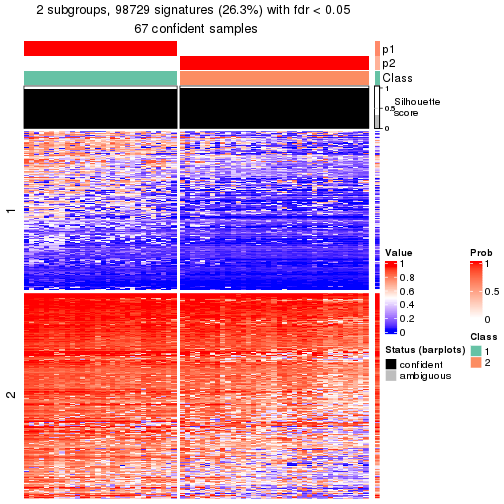 2 subgroups, 98729 signatures (26.3%) with fdr < 0.05
67 confident samples
p1
p2
Class
1
0.5
0
Silhouette
score
1
2
Value
1
0.8
0.6
0.4
0.2
0
Prob
1
0.5
0
Status (barplots)
confident
ambiguous
Class
1
2